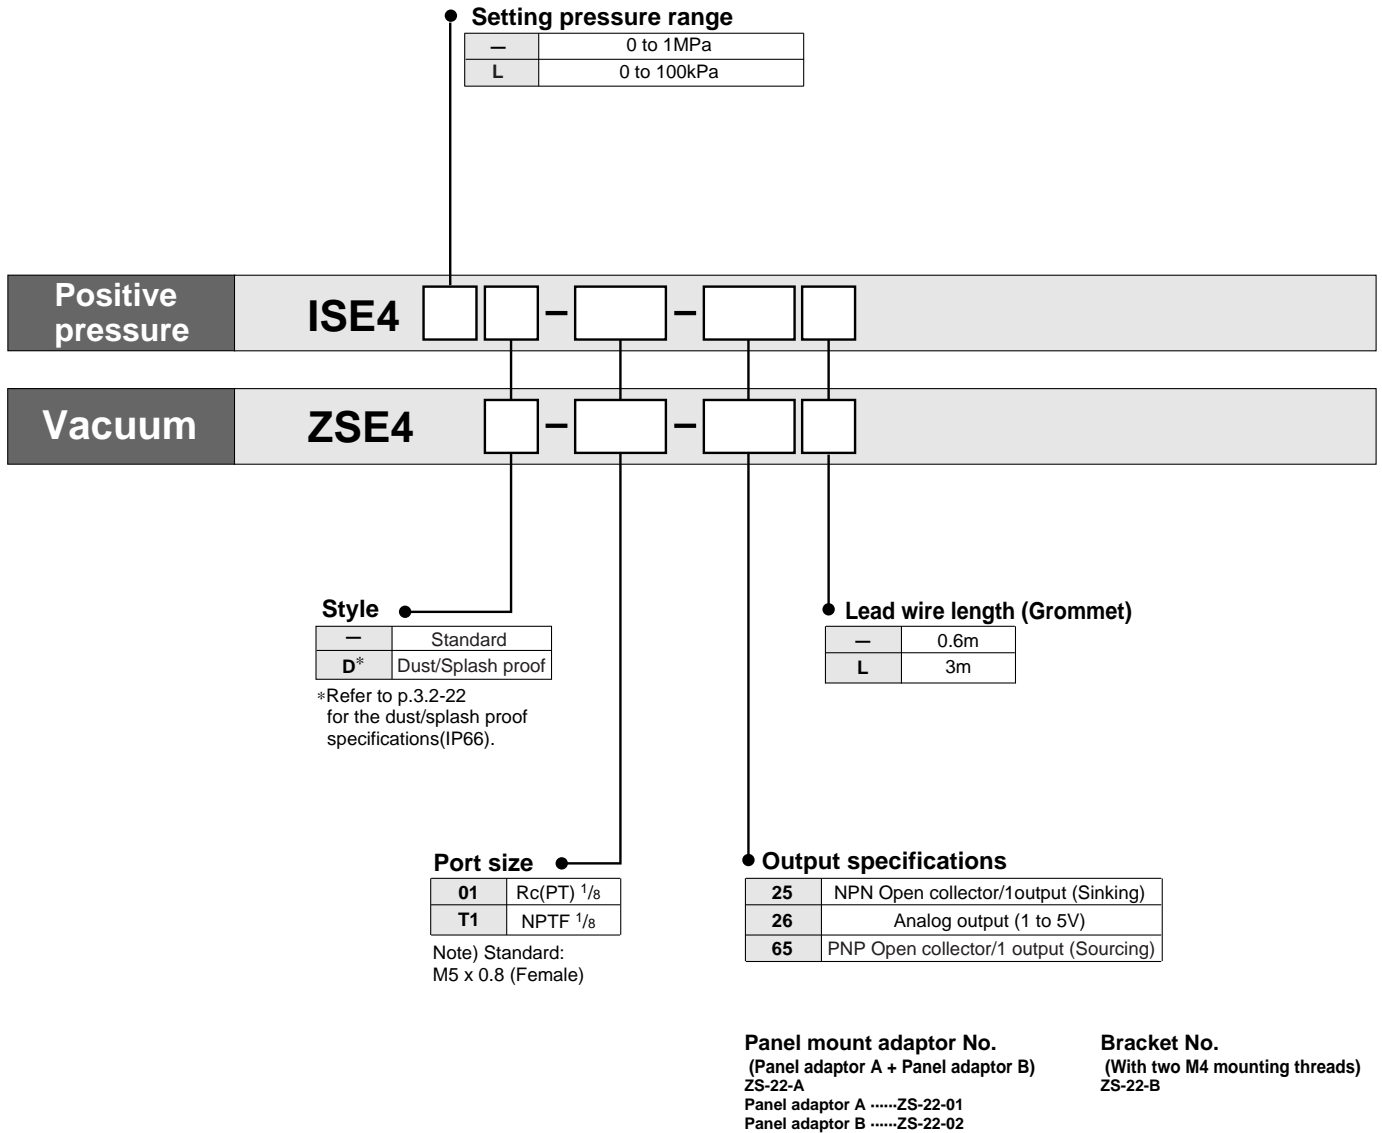 Setting pressure range
— 0 to 1MPa
L 0 to 100kPa
Positive
pressure
ISE4 – –
Vacuum
ZSE4 – –
Style
— Standard
D* Dust/Splash proof
*Refer to p.3.2-22
for the dust/splash proof
specifications(IP66).
Lead wire length (Grommet)
— 0.6m
L 3m
Port size
01 Rc(PT) 1/8
T1 NPTF 1/8
Note) Standard:
M5 x 0.8 (Female)
Output specifications
25 NPN Open collector/1output (Sinking)
26 Analog output (1 to 5V)
65 PNP Open collector/1 output (Sourcing)
Panel mount adaptor No.
(Panel adaptor A + Panel adaptor B)
ZS-22-A
Panel adaptor A ······ZS-22-01
Panel adaptor B ······ZS-22-02
Bracket No.
(With two M4 mounting threads)
ZS-22-B